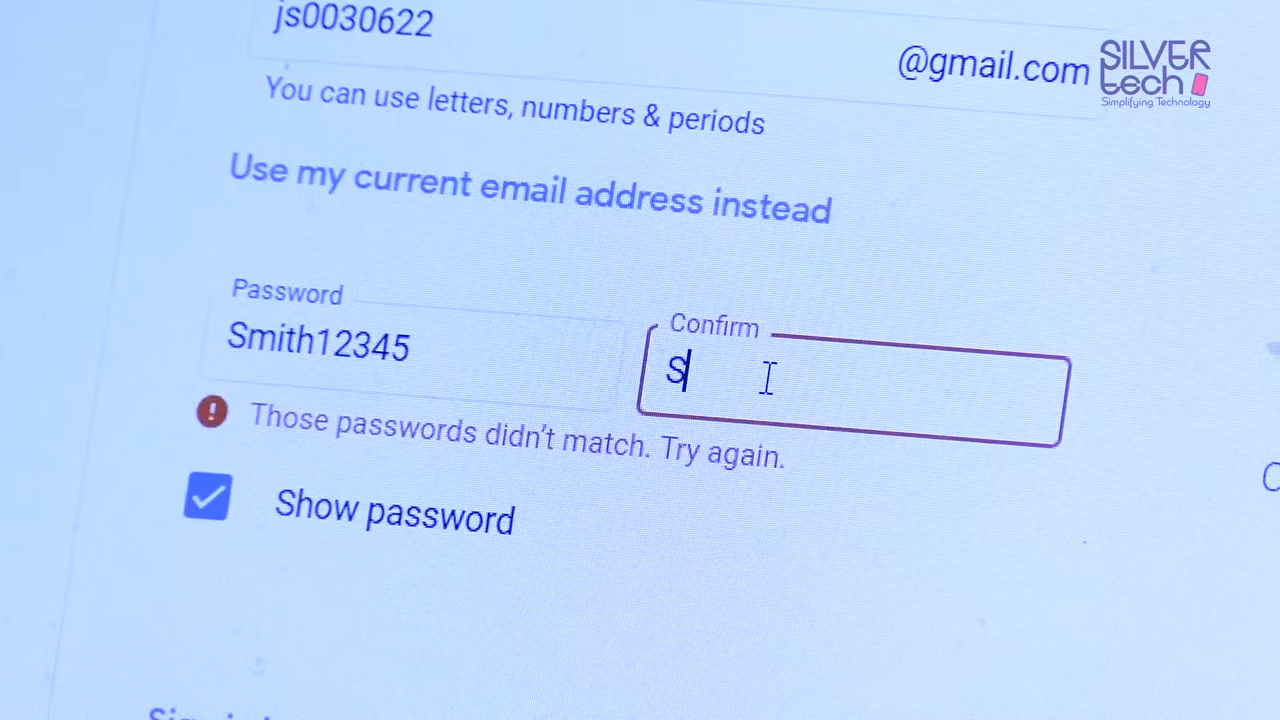 js0030622
@gmail.com
SILVER
tech
Simplifying Technology
You can use letters, numbers & periods
Use my current email address instead
Password
Smith12345
Confirm
S
Those passwords didn't match. Try again.
Show password